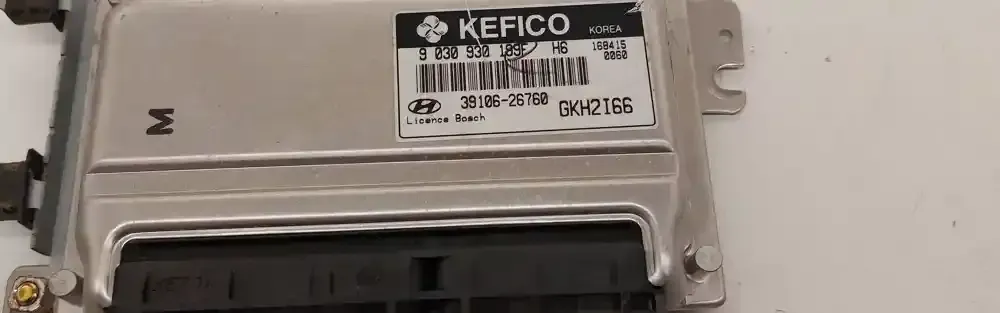 KEFICO KOREA
9 030 930 189F H6 168415
0060
39106-26760
Licence Bosch GKH2I66
M